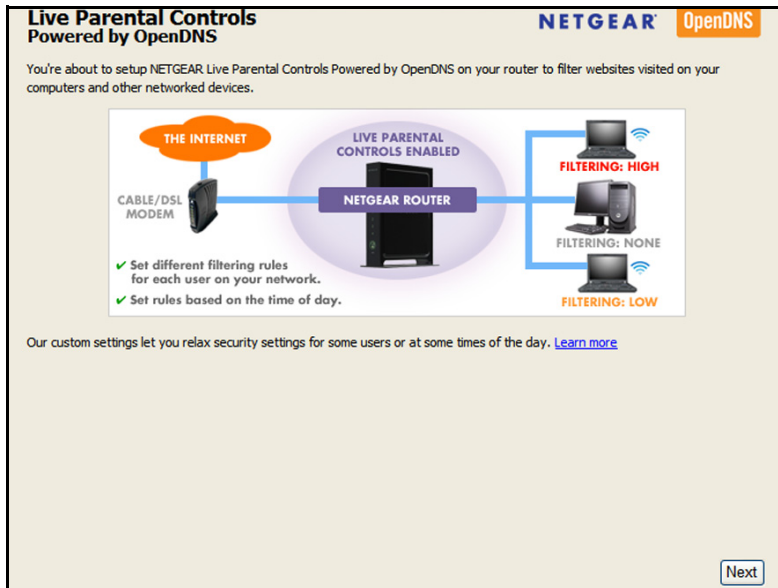 Live Parental Controls
Powered by OpenDNS
NETGEAR
OpenDNS
You're about to setup NETGEAR Live Parental Controls Powered by OpenDNS on your router to filter websites visited on your
computers and other networked devices.
THE INTERNET
CABLE/DSL
MODEM
LIVE PARENTAL
CONTROLS ENABLED
NETGEAR ROUTER
FILTERING: HIGH
FILTERING: NONE
FILTERING: LOW
✔ Set different filtering rules
for each user on your network.
✔ Set rules based on the time of day.
Our custom settings let you relax security settings for some users or at some times of the day. Learn more
Next